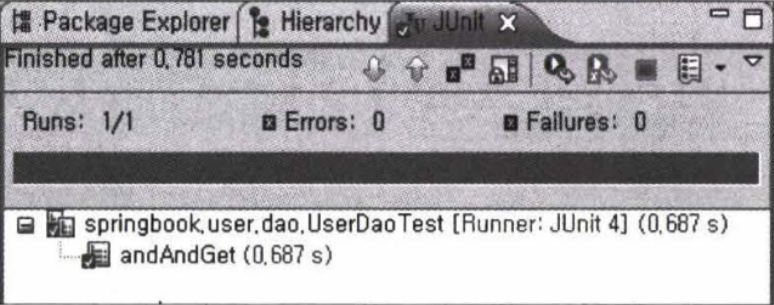 Package Explorer Hierarchy JUnit
Finished after 0,781 seconds
Runs: 1/1 Errors: 0 Failures: 0
springbook,user,dao,UserDaoTest [Runner: JUnit 4] (0,687 s)
andAndGet (0,687 s)